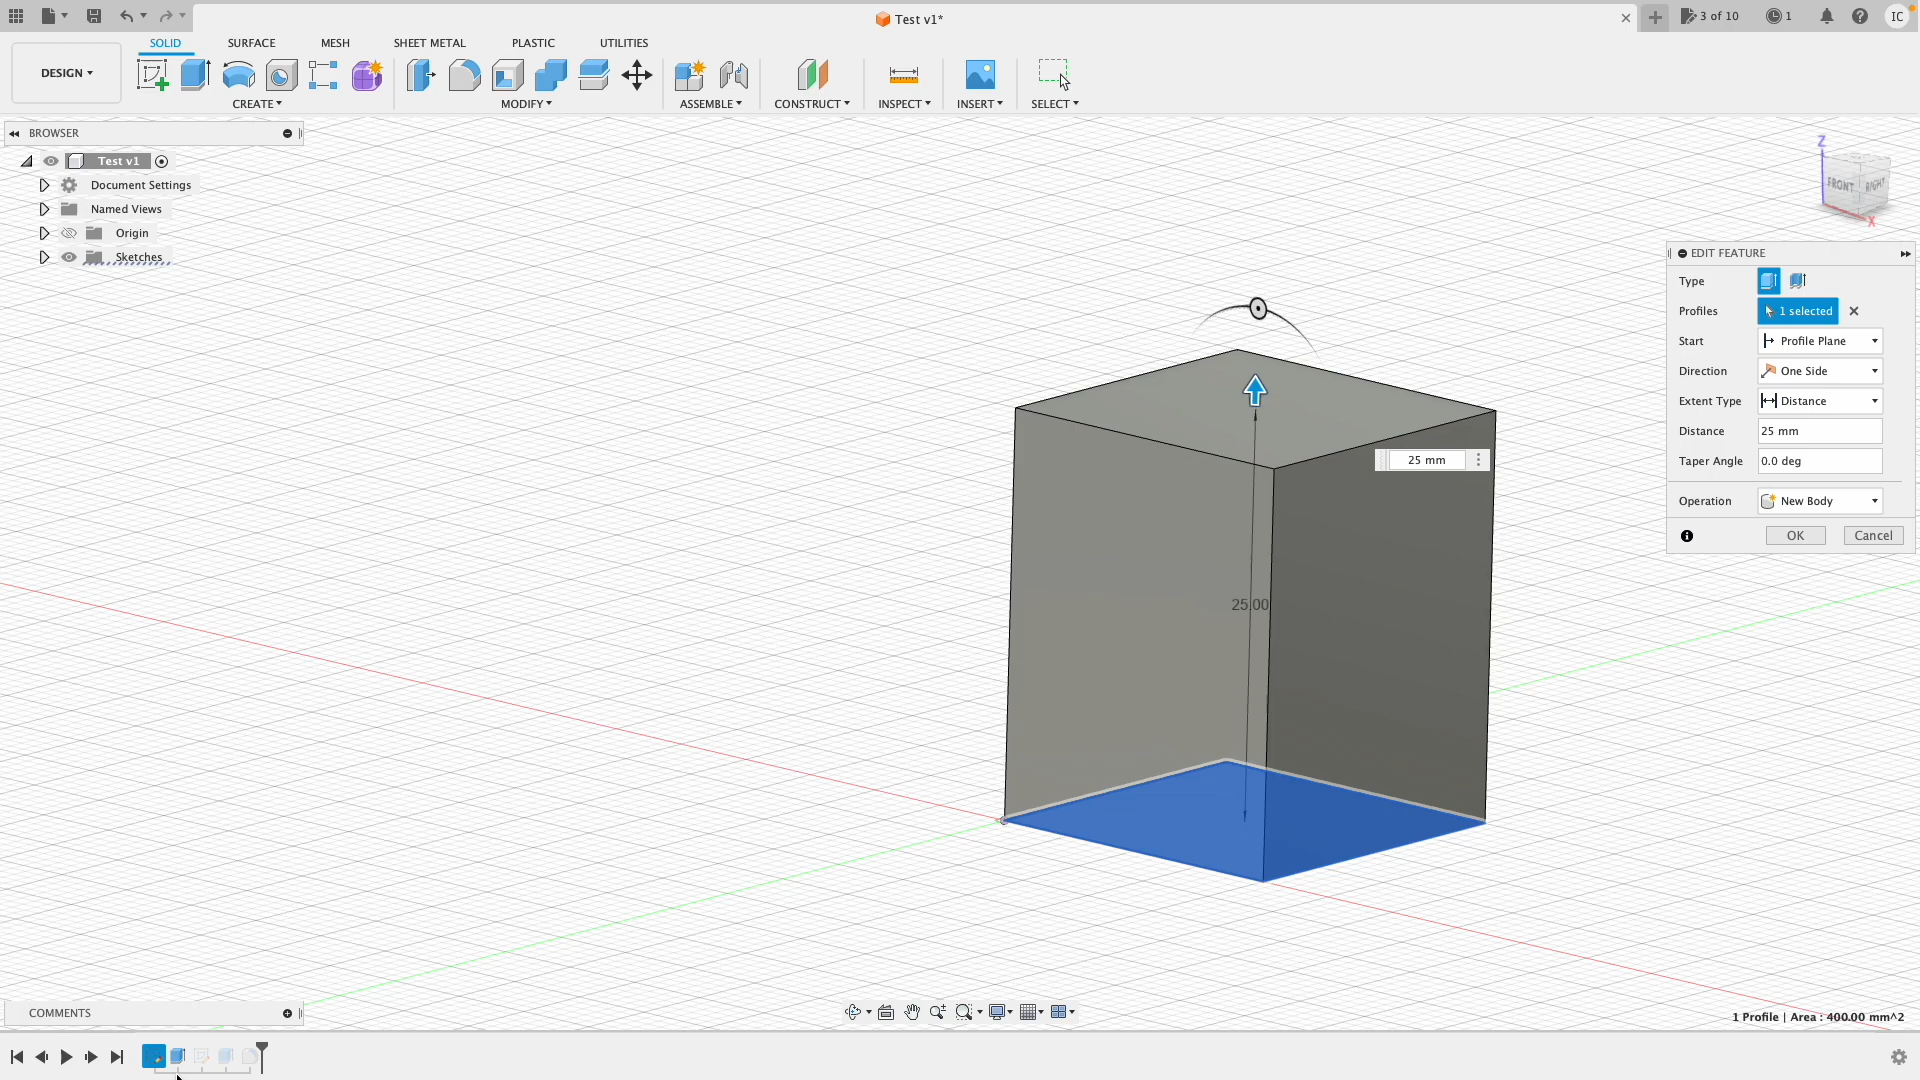 Test v1*
3 of 10
1
IC
DESIGN
SOLID
SURFACE
MESH
SHEET METAL
PLASTIC
UTILITIES
CREATE
MODIFY
ASSEMBLE
CONSTRUCT
INSPECT
INSERT
SELECT
BROWSER
Test v1
Document Settings
Named Views
Origin
Sketches
Z
FRONT
RIGHT
X
EDIT FEATURE
Type
Profiles
1 selected
Start
Profile Plane
Direction
One Side
Extent Type
Distance
Distance
25 mm
Taper Angle
0.0 deg
Operation
New Body
OK
Cancel
25 mm
25.00
COMMENTS
1 Profile | Area : 400.00 mm^2